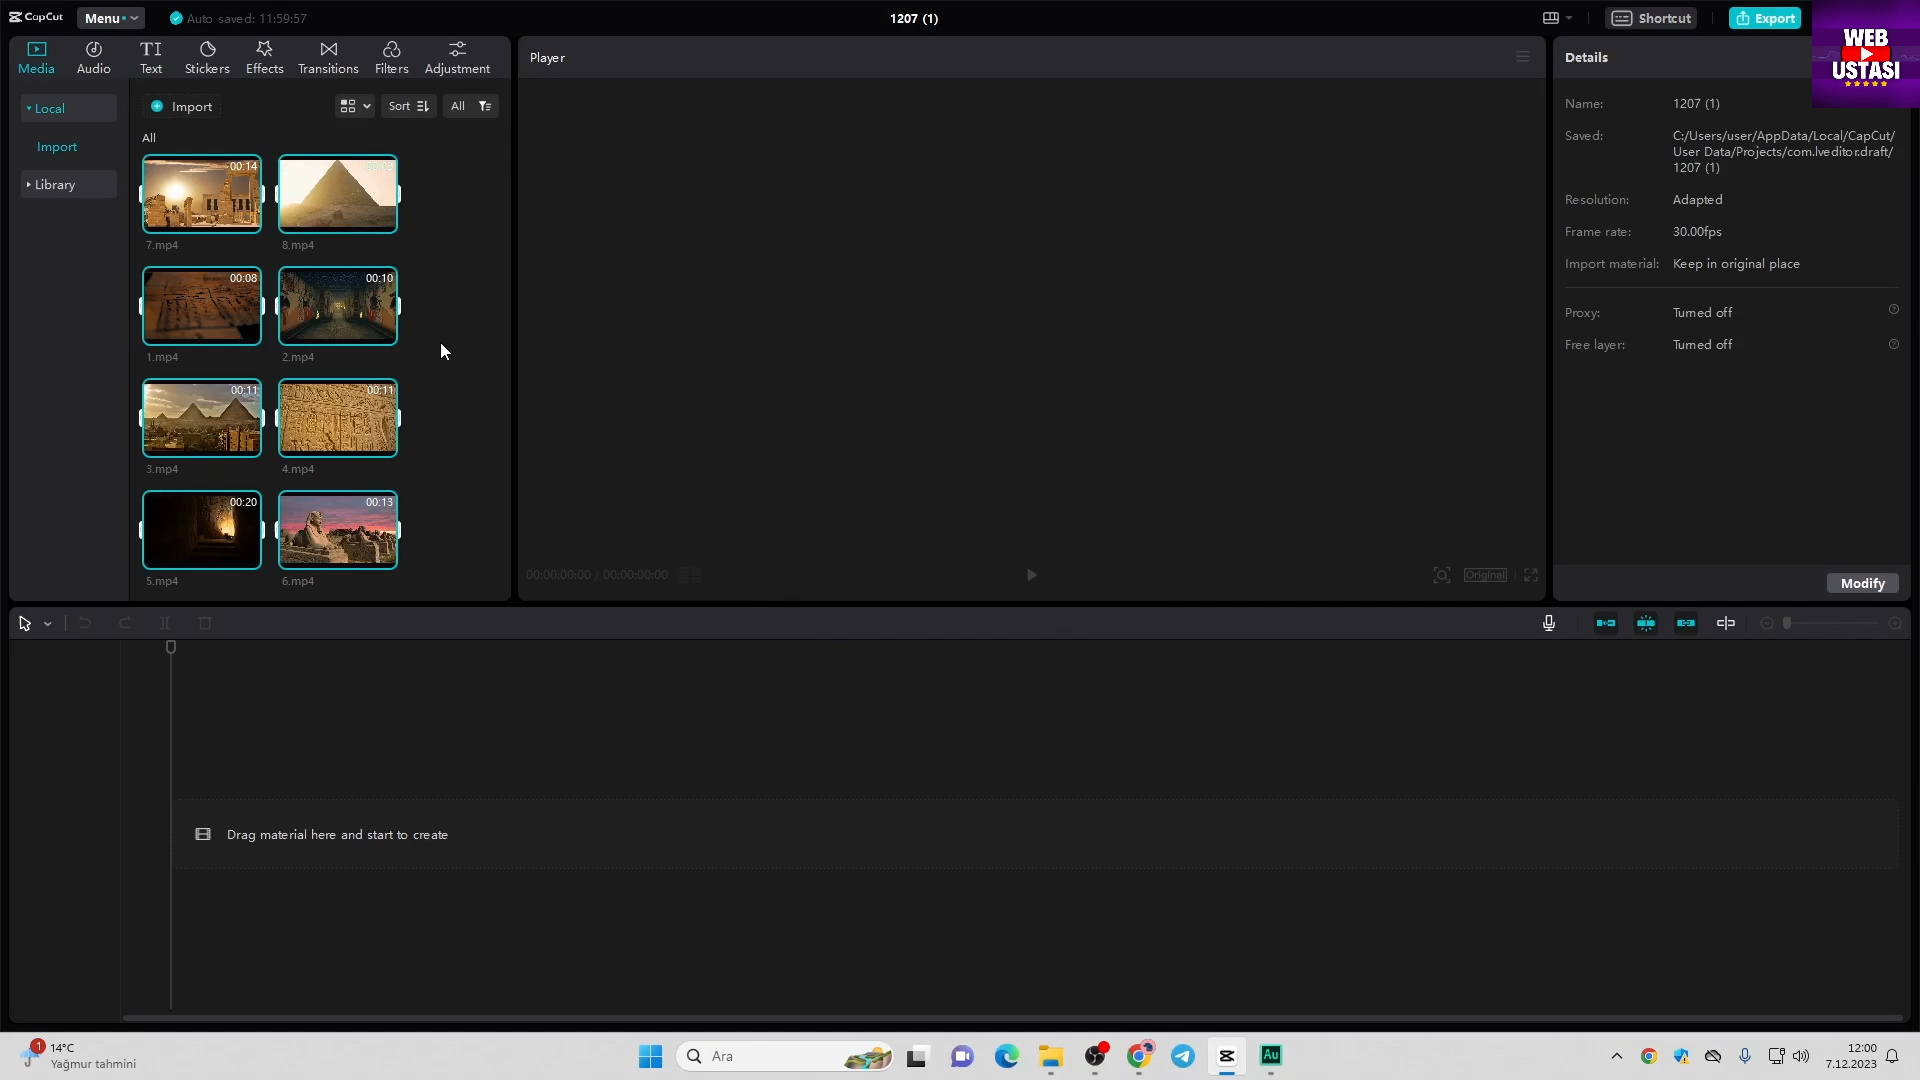 CapCut
Menu
Auto saved: 11:59:57
1207 (1)
Shortcut
Export
WEB
USTASI
Media
Audio
Text
Stickers
Effects
Transitions
Filters
Adjustment
Local
Import
Library
Import
Sort
All
All
00:14
7.mp4
8.mp4
00:08
1.mp4
00:10
2.mp4
00:11
3.mp4
00:11
4.mp4
00:20
5.mp4
00:13
6.mp4
Player
00:00:00:00 / 00:00:00:00
Original
Details
Name: 1207 (1)
Saved: C:/Users/user/AppData/Local/CapCut/
User Data/Projects/com.lveditor.draft/
1207 (1)
Resolution: Adapted
Frame rate: 30.00fps
Import material: Keep in original place
Proxy: Turned off
Free layer: Turned off
Modify
Drag material here and start to create
1
14°C
Yağmur tahmini
Ara
Au
12:00
7.12.2023